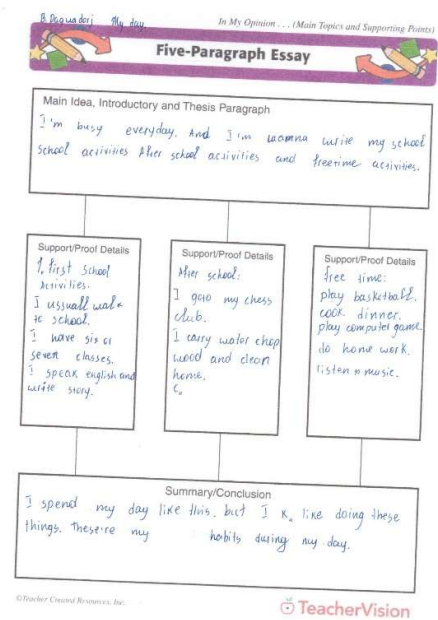 B. Dsguadorj My day.
In My Opinion . . . (Main Topics and Supporting Points)
Five-Paragraph Essay
Main Idea, Introductory and Thesis Paragraph
I'm busy everyday. And I'm wanna write my school
school activities After school activities and freetime activities.
Support/Proof Details
1. first school
activities.
I ussuall walk
to school.
I have six or
seven classes.
I speak english and
write story.
Support/Proof Details
After school:
I goto my chess
club.
I carry water chop
wood and clean
home.
Support/Proof Details
free time:
play basketball.
cook dinner.
play computer game.
do home work.
listen music.
Summary/Conclusion
I spend my day like this. but I like doing these
things. These're my habits during my day.
©Teacher Created Resources, Inc.
TeacherVision